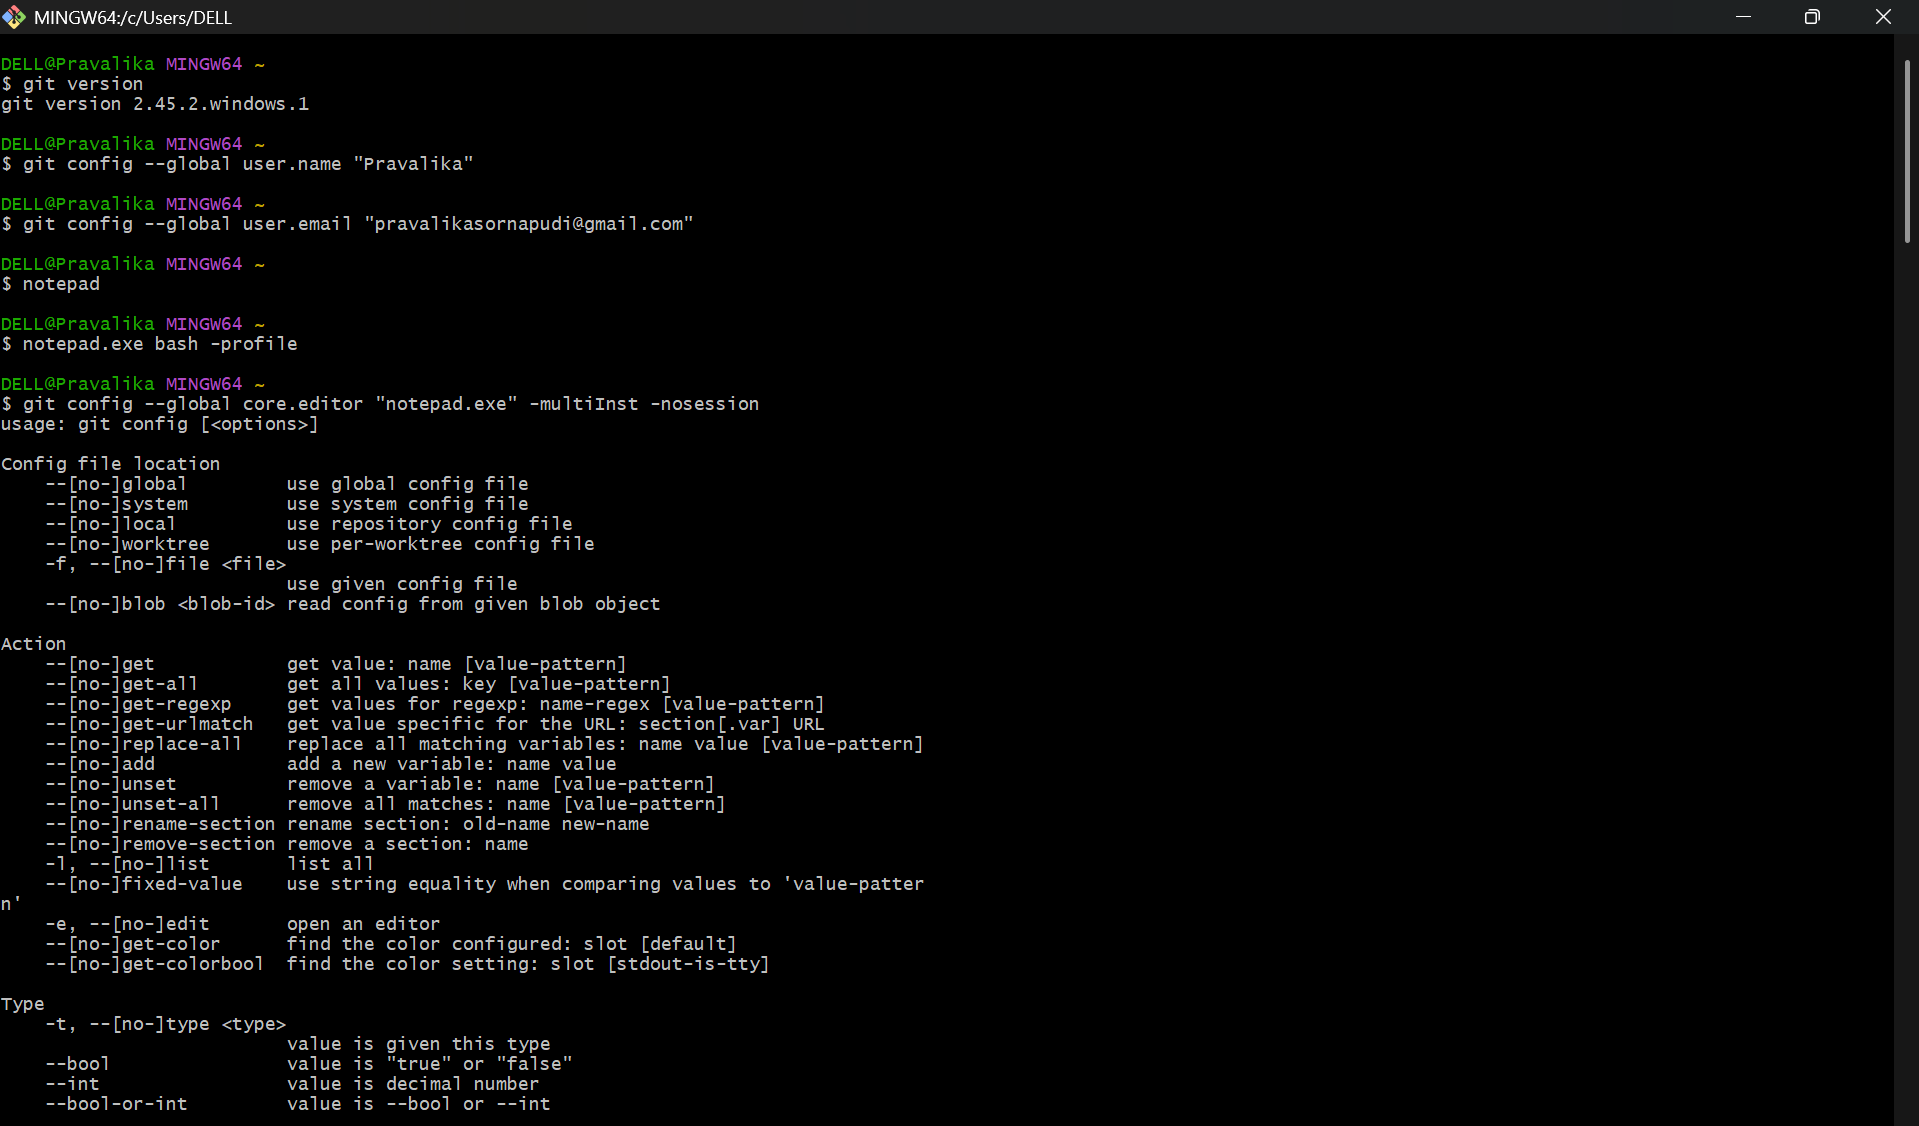 MINGW64:/c/Users/DELL
DELL@Pravalika MINGW64 ~
$ git version
git version 2.45.2.windows.1
DELL@Pravalika MINGW64 ~
$ git config --global user.name "Pravalika"
DELL@Pravalika MINGW64 ~
$ git config --global user.email "pravalikasornapudi@gmail.com"
DELL@Pravalika MINGW64 ~
$ notepad
DELL@Pravalika MINGW64 ~
$ notepad.exe bash -profile
DELL@Pravalika MINGW64 ~
$ git config --global core.editor "notepad.exe" -multiInst -nosession
usage: git config [<options>]
Config file location
    --[no-]global         use global config file
    --[no-]system         use system config file
    --[no-]local          use repository config file
    --[no-]worktree       use per-worktree config file
    -f, --[no-]file <file>
                          use given config file
    --[no-]blob <blob-id> read config from given blob object
Action
    --[no-]get            get value: name [value-pattern]
    --[no-]get-all        get all values: key [value-pattern]
    --[no-]get-regexp     get values for regexp: name-regex [value-pattern]
    --[no-]get-urlmatch   get value specific for the URL: section[.var] URL
    --[no-]replace-all    replace all matching variables: name value [value-pattern]
    --[no-]add            add a new variable: name value
    --[no-]unset          remove a variable: name [value-pattern]
    --[no-]unset-all      remove all matches: name [value-pattern]
    --[no-]rename-section rename section: old-name new-name
    --[no-]remove-section remove a section: name
    -l, --[no-]list       list all
    --[no-]fixed-value    use string equality when comparing values to 'value-patter
n'
    -e, --[no-]edit       open an editor
    --[no-]get-color      find the color configured: slot [default]
    --[no-]get-colorbool  find the color setting: slot [stdout-is-tty]
Type
    -t, --[no-]type <type>
                          value is given this type
    --bool                value is "true" or "false"
    --int                 value is decimal number
    --bool-or-int         value is --bool or --int